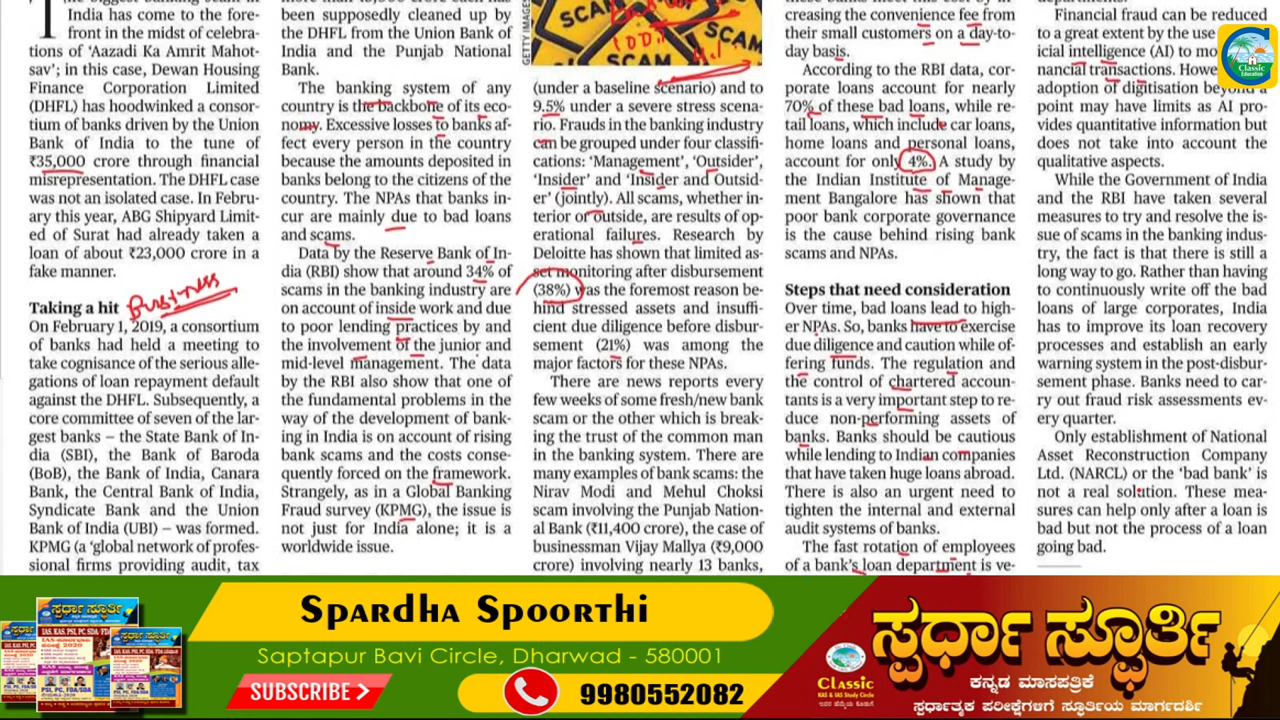 he biggest banking scam in
India has come to the fore-
front in the midst of celebra-
tions of ‘Aazadi Ka Amrit Mahot-
sav’; in this case, Dewan Housing
Finance Corporation Limited
(DHFL) has hoodwinked a consor-
tium of banks driven by the Union
Bank of India to the tune of
₹35,000 crore through financial
misrepresentation. The DHFL case
was not an isolated case. In Febru-
ary this year, ABG Shipyard Limit-
ed of Surat had already taken a
loan of about ₹23,000 crore in a
fake manner.
Taking a hit Business
On February 1, 2019, a consortium
of banks had held a meeting to
take cognisance of the serious alle-
gations of loan repayment default
against the DHFL. Subsequently, a
core committee of seven of the lar-
gest banks – the State Bank of In-
dia (SBI), the Bank of Baroda
(BoB), the Bank of India, Canara
Bank, the Central Bank of India,
Syndicate Bank and the Union
Bank of India (UBI) – was formed.
KPMG (a ‘global network of profes-
sional firms providing audit, tax
been supposedly cleaned up by
the DHFL from the Union Bank of
India and the Punjab National
Bank.
The banking system of any
country is the backbone of its eco-
nomy. Excessive losses to banks af-
fect every person in the country
because the amounts deposited in
banks belong to the citizens of the
country. The NPAs that banks in-
cur are mainly due to bad loans
and scams.
Data by the Reserve Bank of In-
dia (RBI) show that around 34% of
scams in the banking industry are
on account of inside work and due
to poor lending practices by and
the involvement of the junior and
mid-level management. The data
by the RBI also show that one of
the fundamental problems in the
way of the development of bank-
ing in India is on account of rising
bank scams and the costs conse-
quently forced on the framework.
Strangely, as in a Global Banking
Fraud survey (KPMG), the issue is
not just for India alone; it is a
worldwide issue.
GETTY IMAGES
SCAM
SCAM
SCAM
100%
(under a baseline scenario) and to
9.5% under a severe stress scena-
rio. Frauds in the banking industry
can be grouped under four classifi-
cations: ‘Management’, ‘Outsider’,
‘Insider’ and ‘Insider and Outsid-
er’ (jointly). All scams, whether in-
terior or outside, are results of op-
erational failures. Research by
Deloitte has shown that limited as-
set monitoring after disbursement
(38%) was the foremost reason be-
hind stressed assets and insuffi-
cient due diligence before disbur-
sement (21%) was among the
major factors for these NPAs.
There are news reports every
few weeks of some fresh/new bank
scam or the other which is break-
ing the trust of the common man
in the banking system. There are
many examples of bank scams: the
Nirav Modi and Mehul Choksi
scam involving the Punjab Nation-
al Bank (₹11,400 crore), the case of
businessman Vijay Mallya (₹9,000
crore) involving nearly 13 banks,
these banks meet this cost by in-
creasing the convenience fee from
their small customers on a day-to-
day basis.
According to the RBI data, cor-
porate loans account for nearly
70% of these bad loans, while re-
tail loans, which include car loans,
home loans and personal loans,
account for only 4%. A study by
the Indian Institute of Manage-
ment Bangalore has shown that
poor bank corporate governance
is the cause behind rising bank
scams and NPAs.
Steps that need consideration
Over time, bad loans lead to high-
er NPAs. So, banks have to exercise
due diligence and caution while of-
fering funds. The regulation and
the control of chartered accoun-
tants is a very important step to re-
duce non-performing assets of
banks. Banks should be cautious
while lending to Indian companies
that have taken huge loans abroad.
There is also an urgent need to
tighten the internal and external
audit systems of banks.
The fast rotation of employees
of a bank’s loan department is ve-
Financial fraud can be reduced
to a great extent by the use
icial intelligence (AI) to mo
nancial transactions. Howe
adoption of digitisation beyond a
point may have limits as AI pro-
vides quantitative information but
does not take into account the
qualitative aspects.
While the Government of India
and the RBI have taken several
measures to try and resolve the is-
sue of scams in the banking indus-
try, the fact is that there is still a
long way to go. Rather than having
to continuously write off the bad
loans of large corporates, India
has to improve its loan recovery
processes and establish an early
warning system in the post-disbur-
sement phase. Banks need to car-
ry out fraud risk assessments ev-
ery quarter.
Only establishment of National
Asset Reconstruction Company
Ltd. (NARCL) or the ‘bad bank’ is
not a real solution. These mea-
sures can help only after a loan is
bad but not the process of a loan
going bad.
Classic
Education
Spardha Spoorthi
Saptapur Bavi Circle, Dharwad - 580001
SUBSCRIBE
9980552082
ಸ್ಪರ್ಧಾ ಸ್ಫೂರ್ತಿ
ಕನ್ನಡ ಮಾಸಪತ್ರಿಕೆ
ಸ್ಪರ್ಧಾತ್ಮಕ ಪರೀಕ್ಷೆಗಳಿಗೆ ಸ್ಫೂರ್ತಿಯ ಮಾರ್ಗದರ್ಶಿ
Classic
KAS & IAS Study Circle